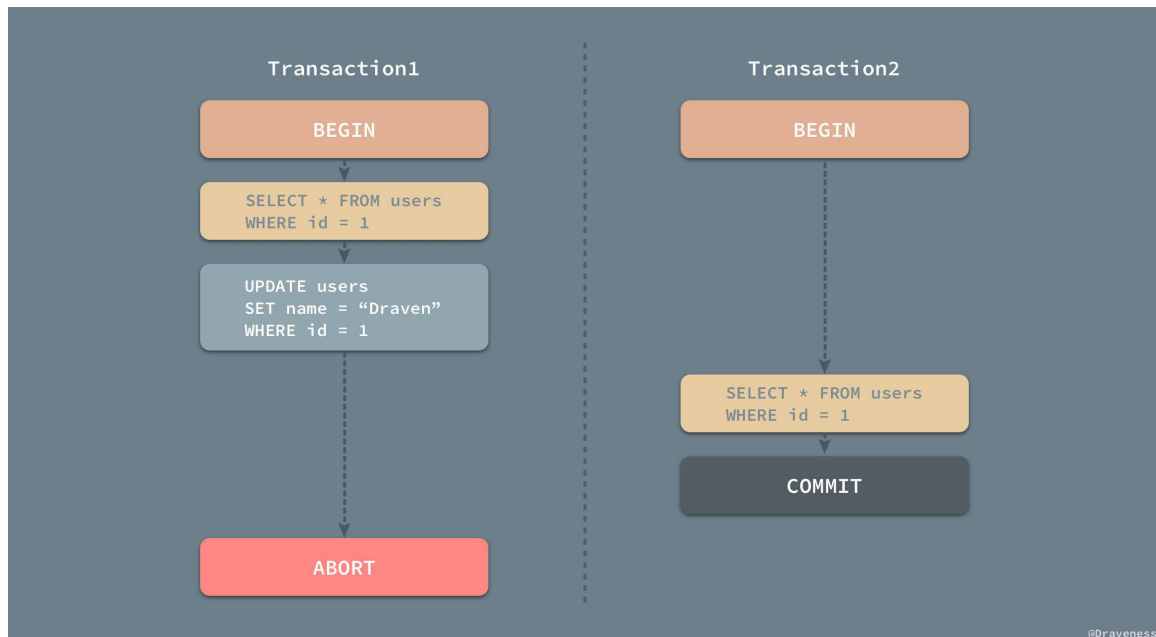 Transaction1
BEGIN
SELECT * FROM users
WHERE id = 1
UPDATE users
SET name = “Draven”
WHERE id = 1
ABORT
Transaction2
BEGIN
SELECT * FROM users
WHERE id = 1
COMMIT
@Draveness